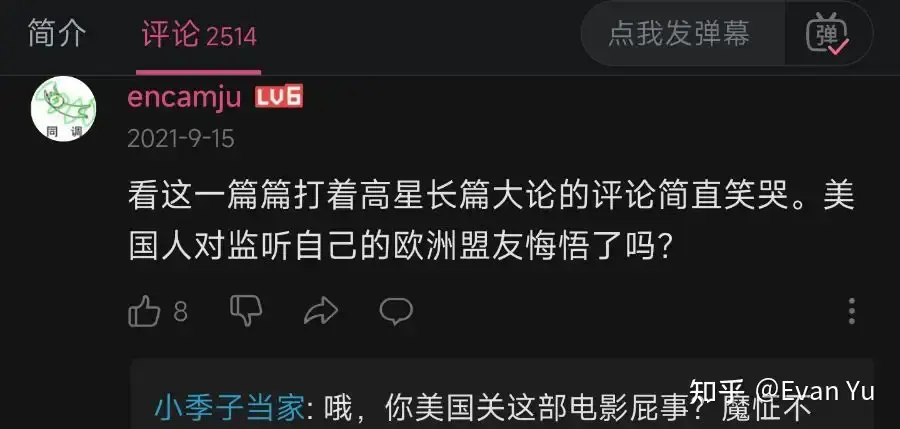 简介 评论 2514 点我发弹幕 弹
encamju LV6
同 调
2021-9-15
看这一篇篇打着高星长篇大论的评论简直笑哭。美
国人对监听自己的欧洲盟友悔悟了吗？
8
小季子当家: 哦，你美国关这部电影屁事？魔怔不
知乎 @Evan Yu